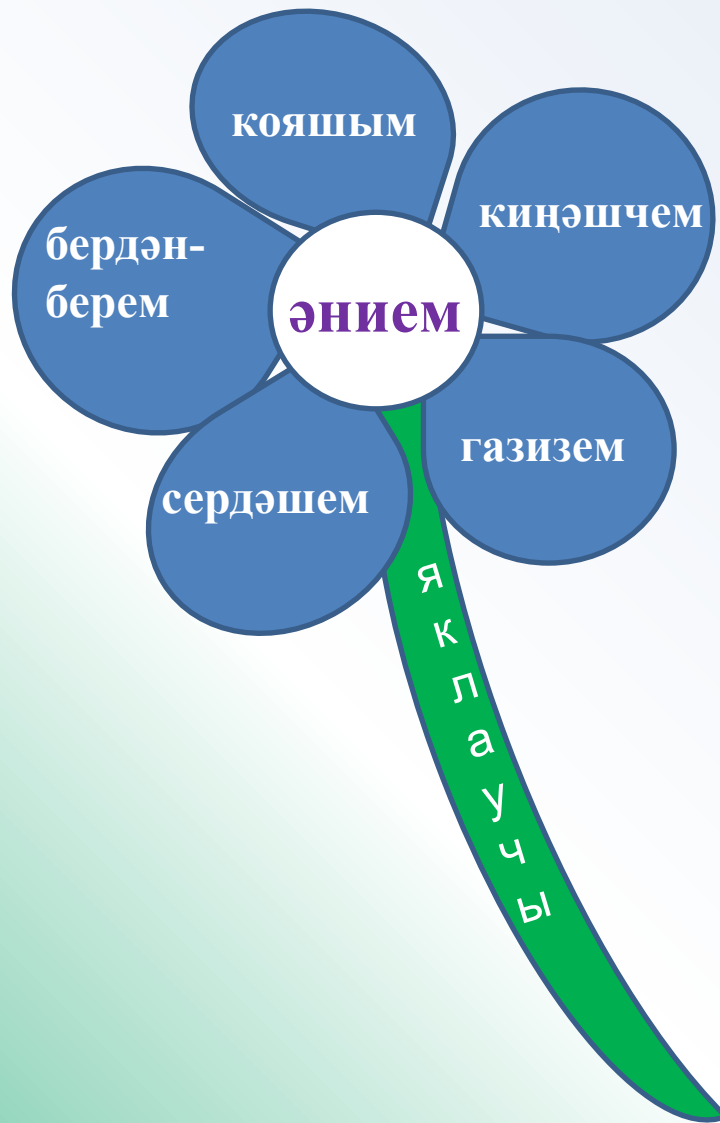 кояшым
киңәшчем
бердән-
берем
әнием
газизем
сердәшем
яклаучы